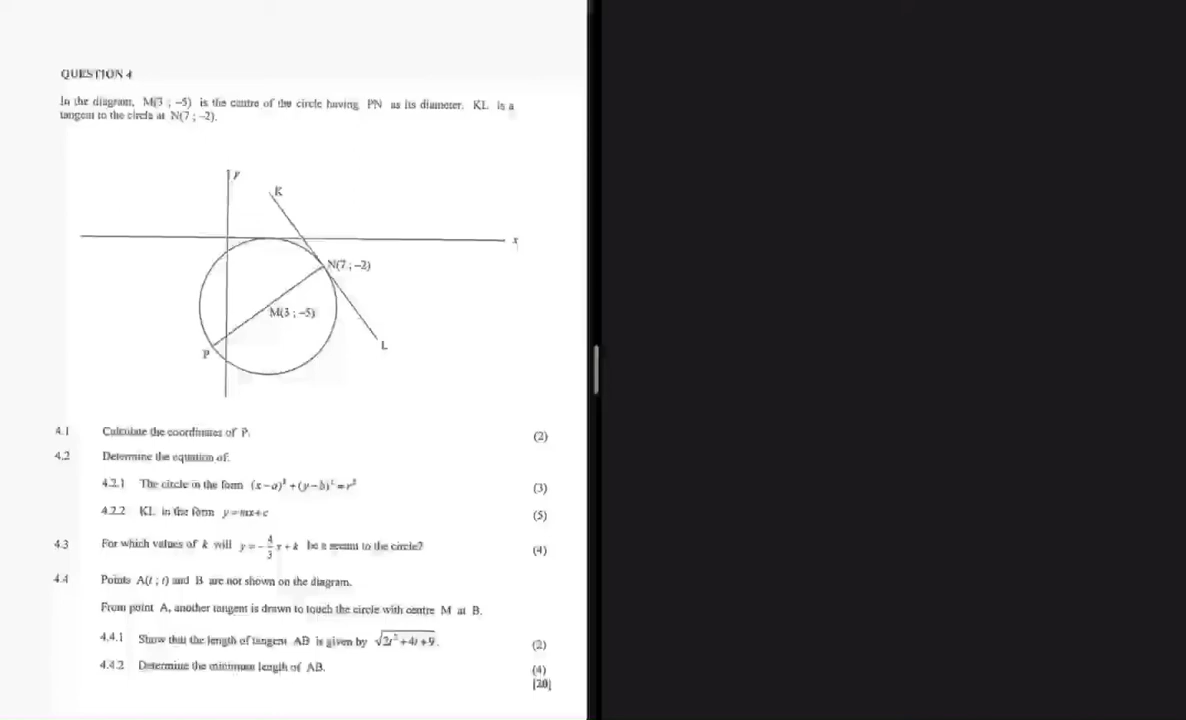 QUESTION 4
In the diagram, M(3 ; –5) is the centre of the circle having PN as its diameter. KL is a
tangent to the circle at N(7 ; –2).
y
K
x
N(7 ; –2)
M(3 ; –5)
L
P
4.1 Calculate the coordinates of P. (2)
4.2 Determine the equation of:
4.2.1 The circle in the form (x – a)² + (y – b)² = r² (3)
4.2.2 KL in the form y = mx + c (5)
4.3 For which values of k will y = –4/3 x + k be a secant to the circle? (4)
4.4 Points A(t ; t) and B are not shown on the diagram.
From point A, another tangent is drawn to touch the circle with centre M at B.
4.4.1 Show that the length of tangent AB is given by √(2t² + 4t + 9). (2)
4.4.2 Determine the minimum length of AB. (4)
[20]